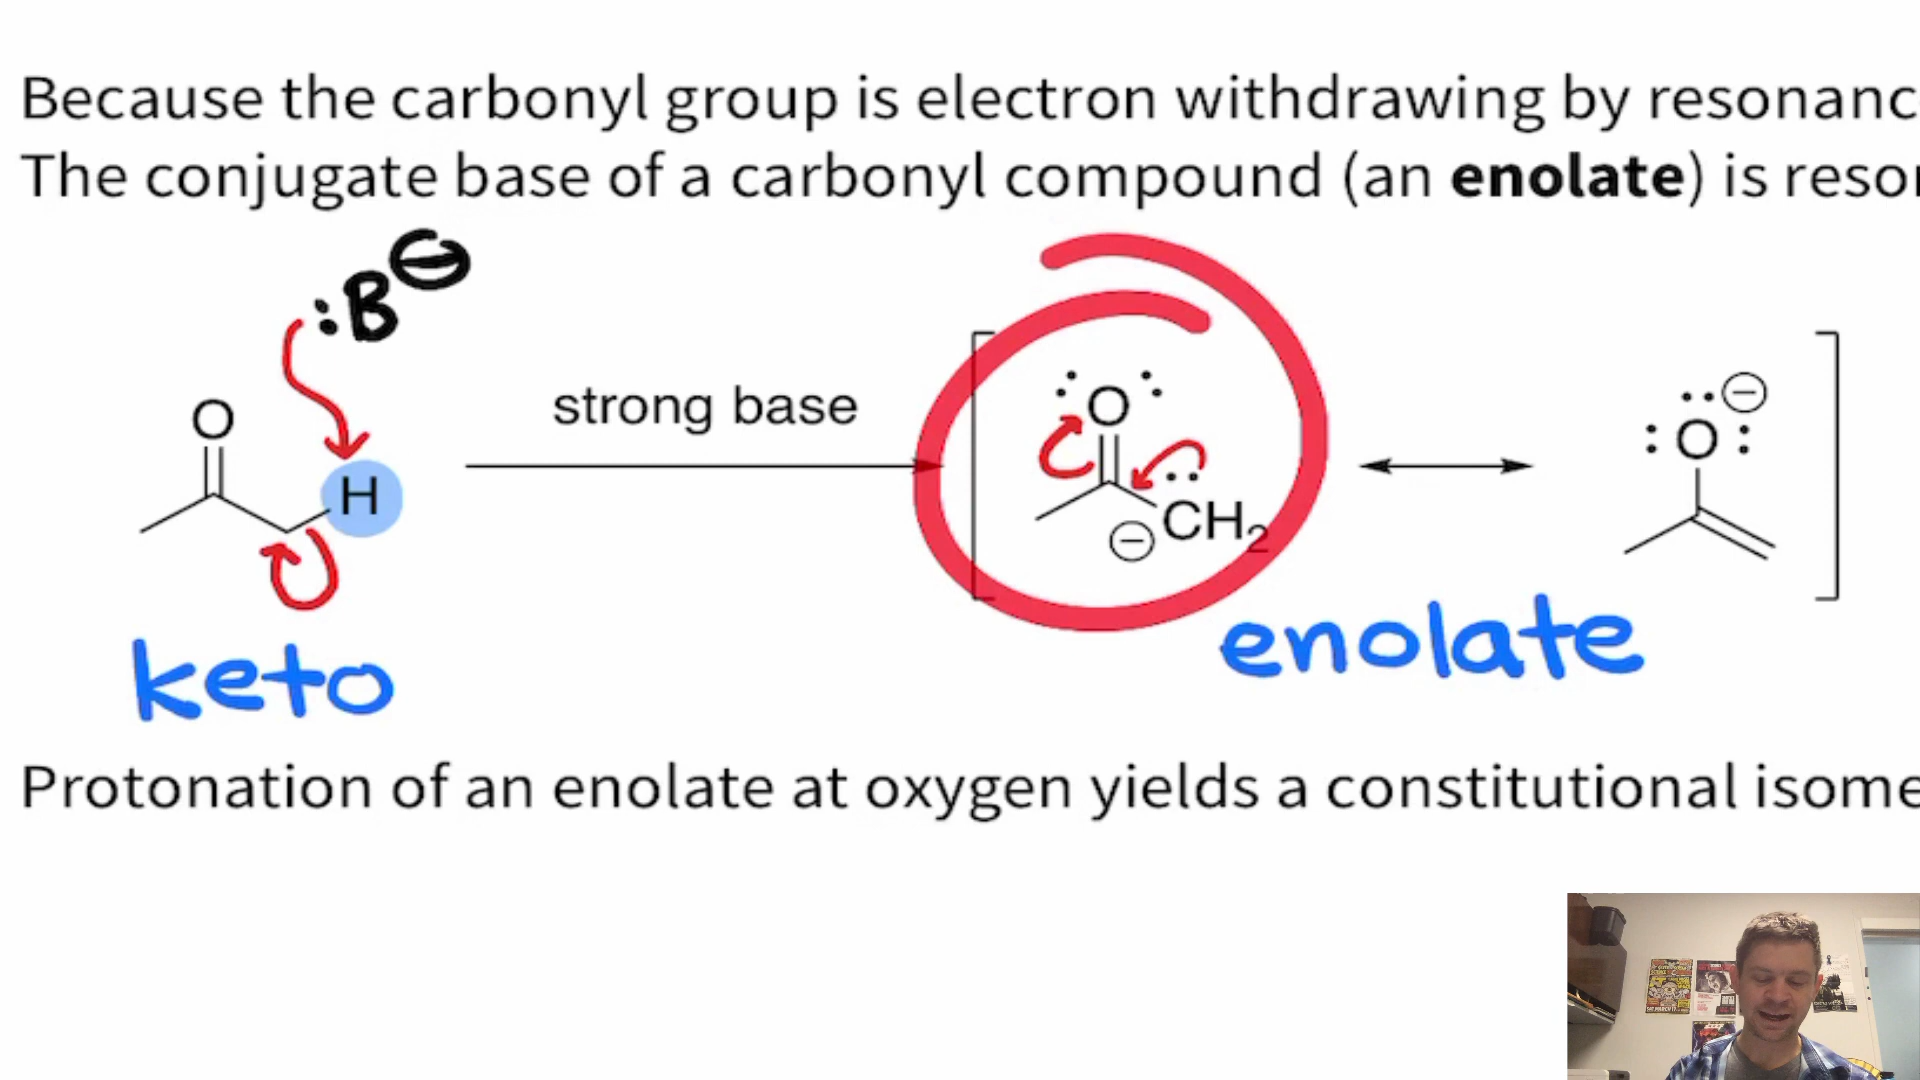 Because the carbonyl group is electron withdrawing by resonanc
The conjugate base of a carbonyl compound (an enolate) is reso
:B⊖
O
H
strong base
O
⊖ CH₂
⊖
:O:
keto
enolate
Protonation of an enolate at oxygen yields a constitutional isome